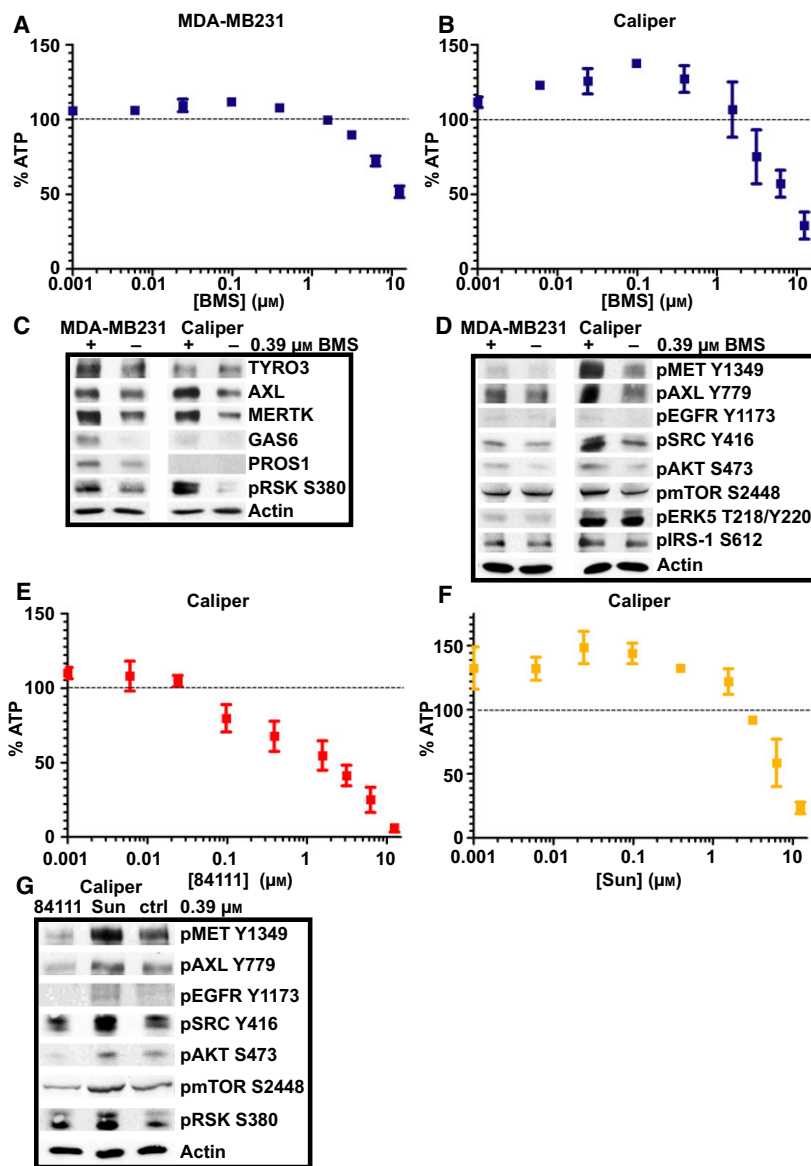 A
MDA-MB231
150
100
50
0
% ATP
0.001 0.01 0.1 1 10
[BMS] (µM)
B
Caliper
150
100
50
0
% ATP
0.001 0.01 0.1 1 10
[BMS] (µM)
C
MDA-MB231 Caliper
+ – + – 0.39 µM BMS
TYRO3
AXL
MERTK
GAS6
PROS1
pRSK S380
Actin
D
MDA-MB231 Caliper
+ – + – 0.39 µM BMS
pMET Y1349
pAXL Y779
pEGFR Y1173
pSRC Y416
pAKT S473
pmTOR S2448
pERK5 T218/Y220
pIRS-1 S612
Actin
E
Caliper
150
100
50
0
% ATP
0.001 0.01 0.1 1 10
[84111] (µM)
F
Caliper
150
100
50
0
% ATP
0.001 0.01 0.1 1 10
[Sun] (µM)
G
Caliper
84111 Sun ctrl 0.39 µM
pMET Y1349
pAXL Y779
pEGFR Y1173
pSRC Y416
pAKT S473
pmTOR S2448
pRSK S380
Actin